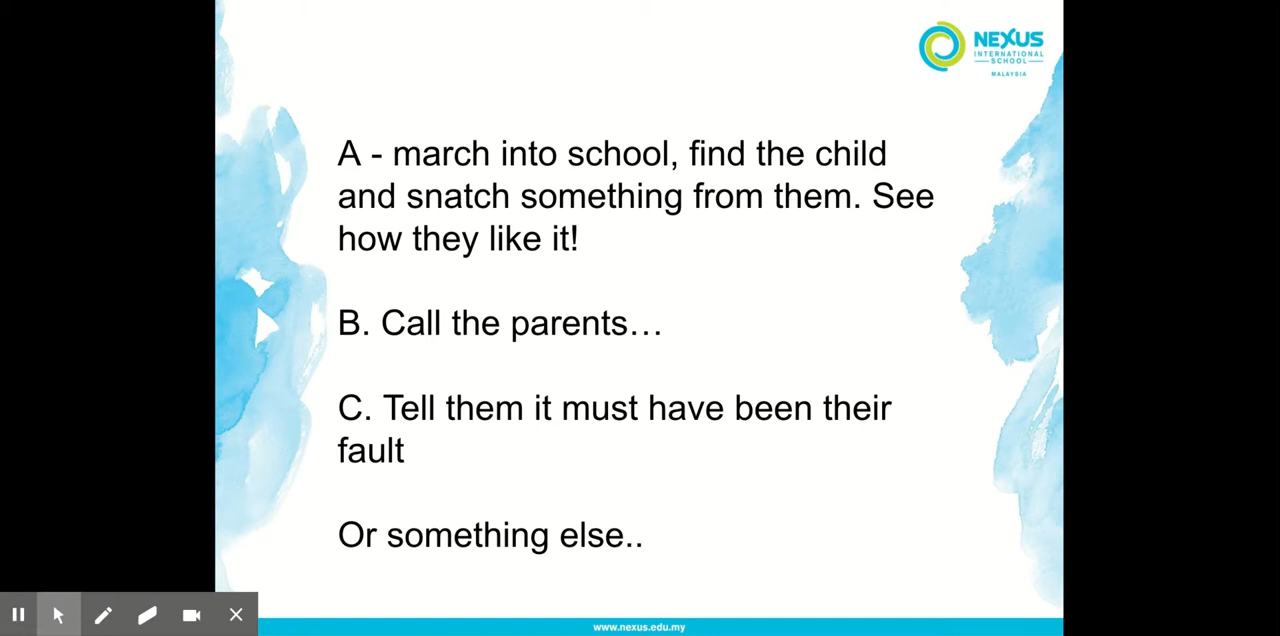 NEXUS
INTERNATIONAL
SCHOOL
MALAYSIA
A - march into school, find the child
and snatch something from them. See
how they like it!
B. Call the parents…
C. Tell them it must have been their
fault
Or something else..
www.nexus.edu.my